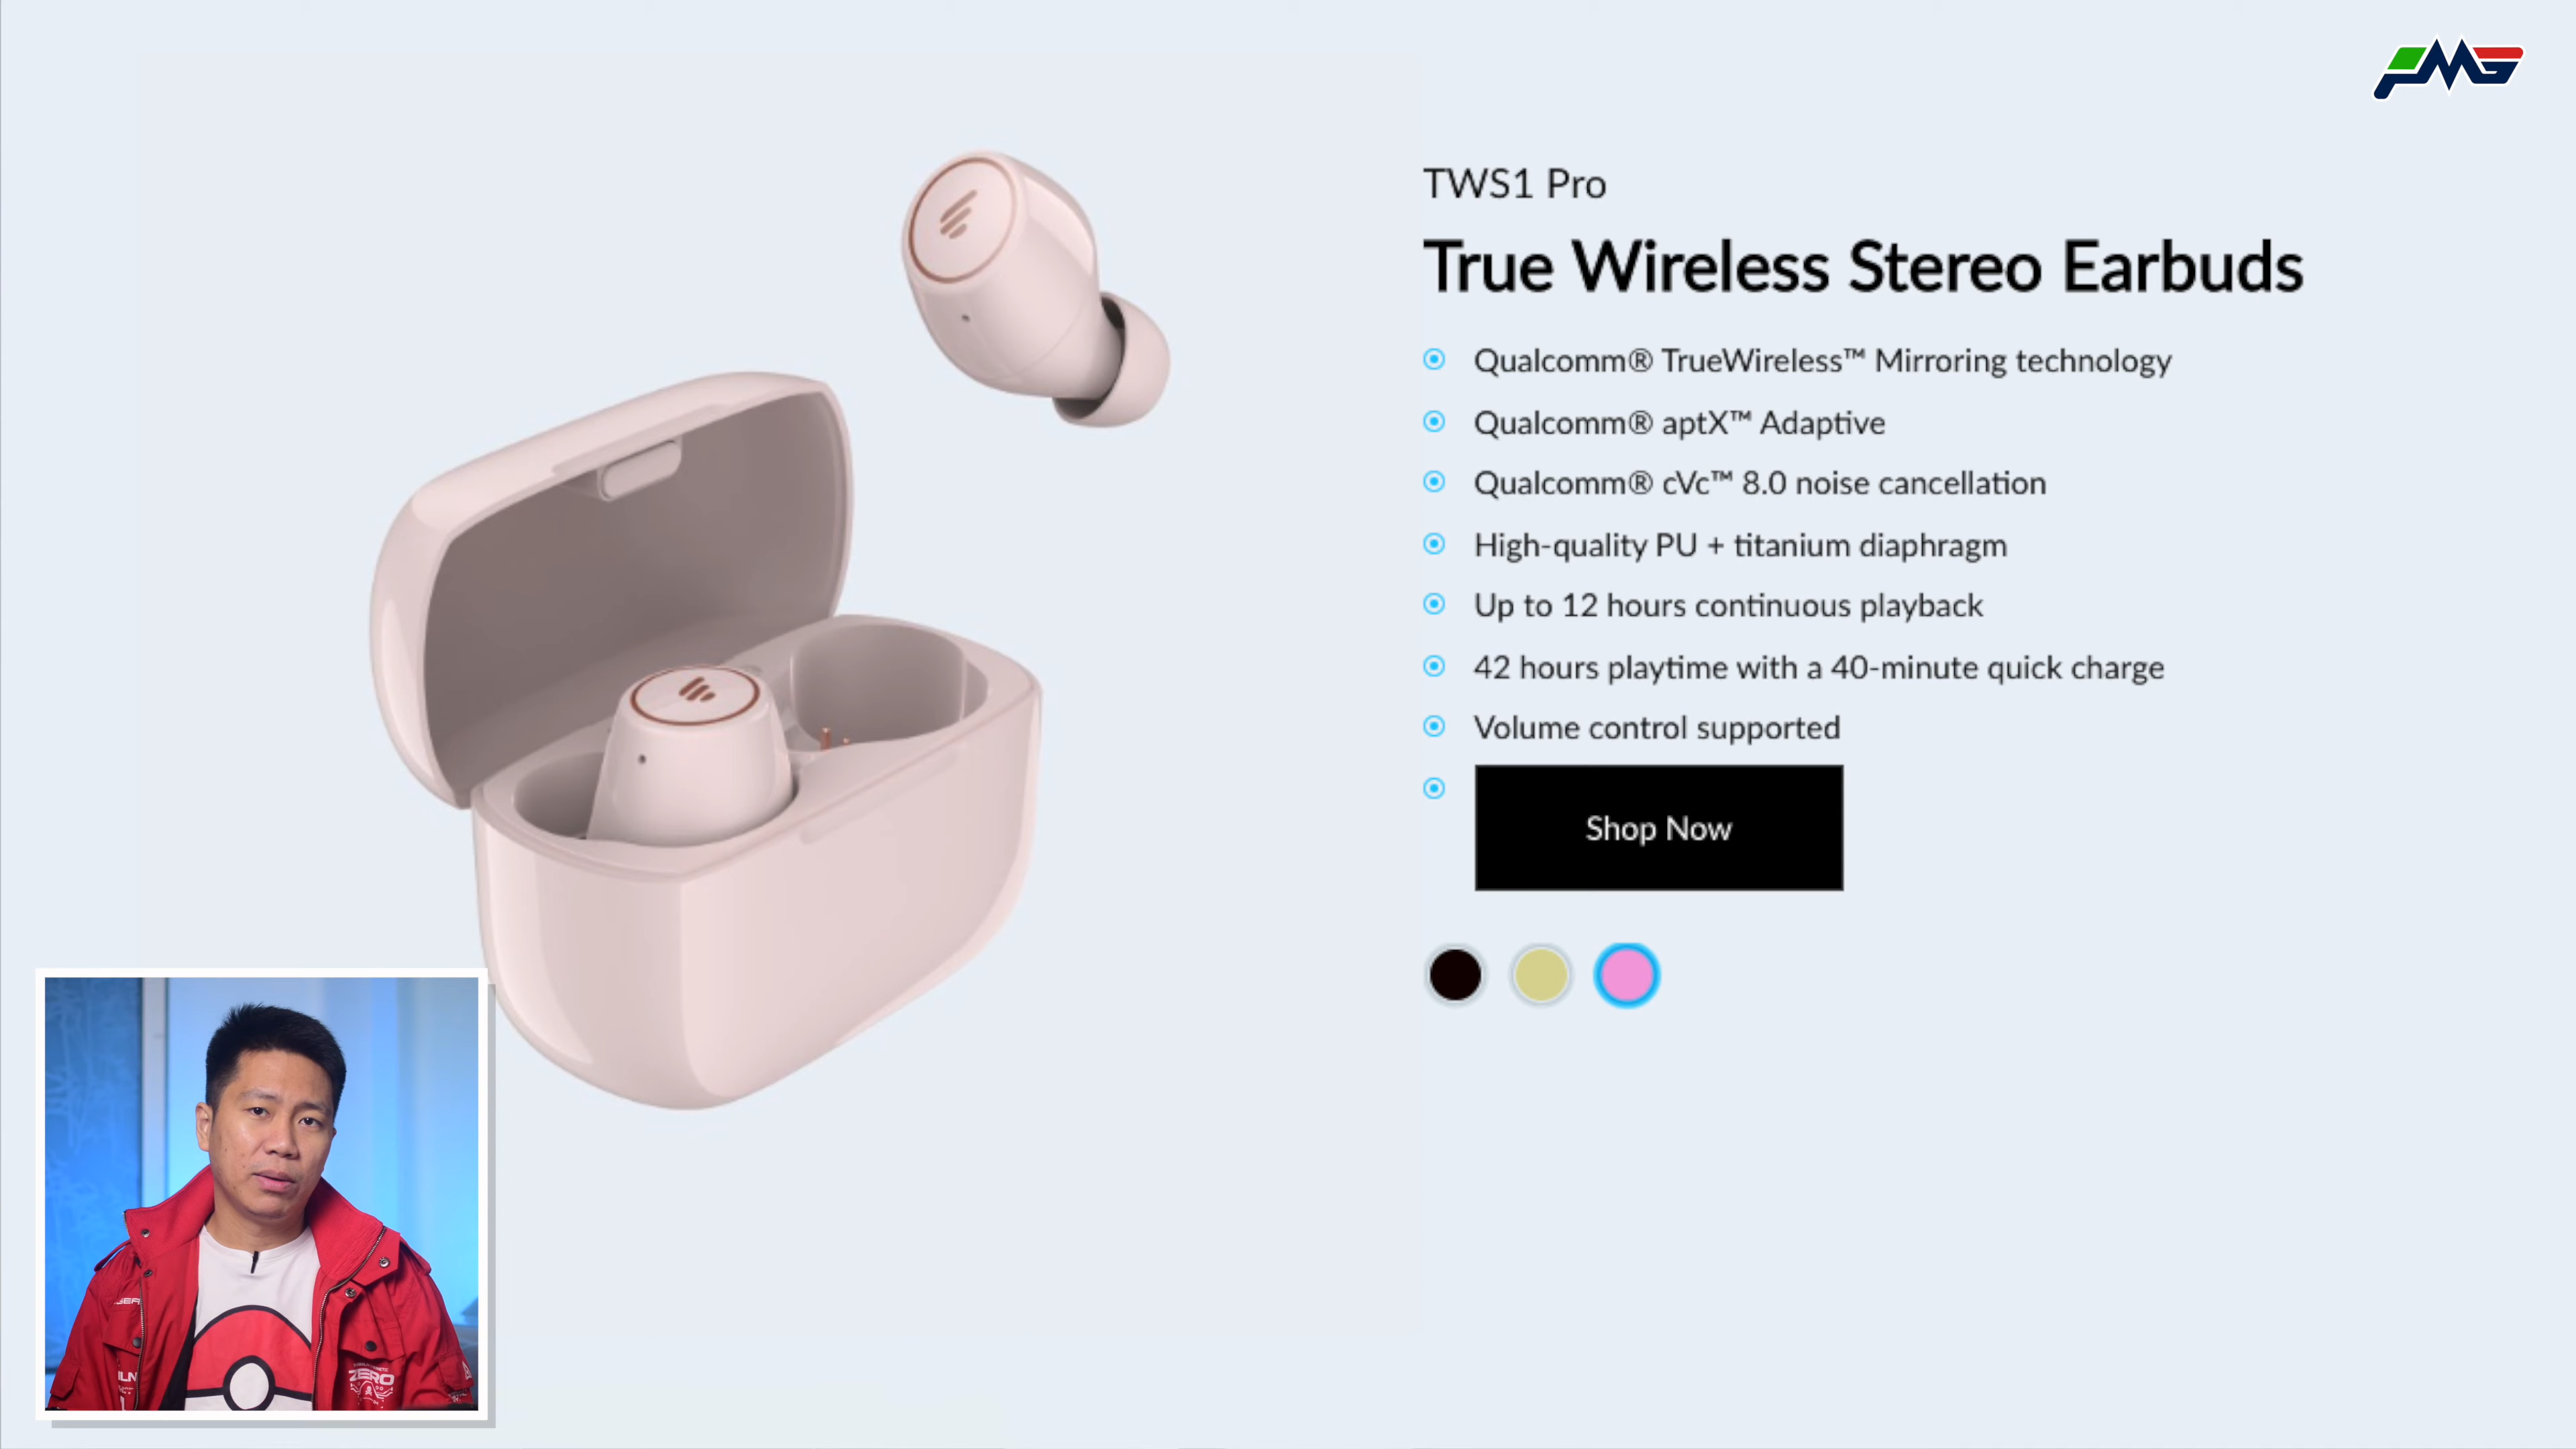 PMG
TWS1 Pro
True Wireless Stereo Earbuds
Qualcomm® TrueWireless™ Mirroring technology
Qualcomm® aptX™ Adaptive
Qualcomm® cVc™ 8.0 noise cancellation
High-quality PU + titanium diaphragm
Up to 12 hours continuous playback
42 hours playtime with a 40-minute quick charge
Volume control supported
Shop Now
ZERO